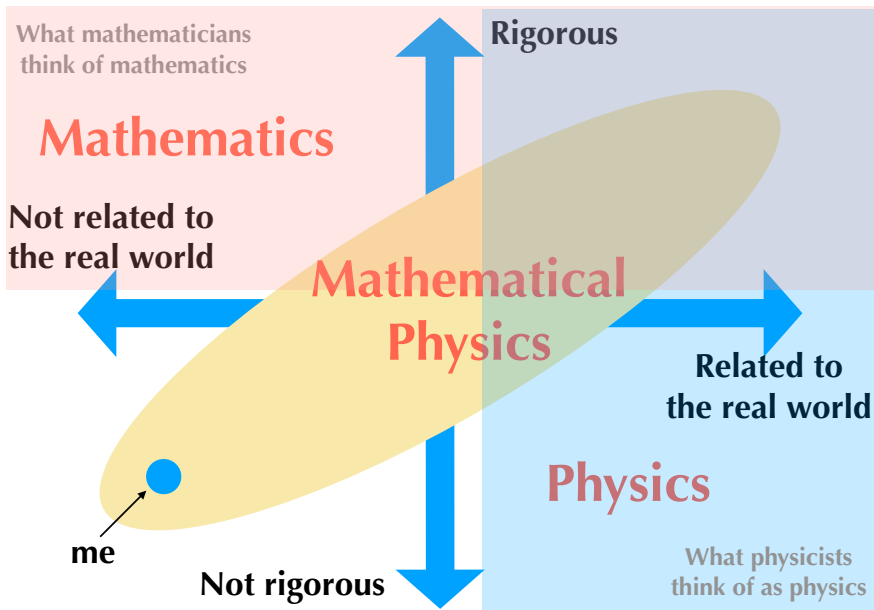 What mathematicians
think of mathematics
Rigorous
Mathematics
Not related to
the real world
Mathematical
Physics
Related to
the real world
Physics
me
Not rigorous
What physicists
think of as physics